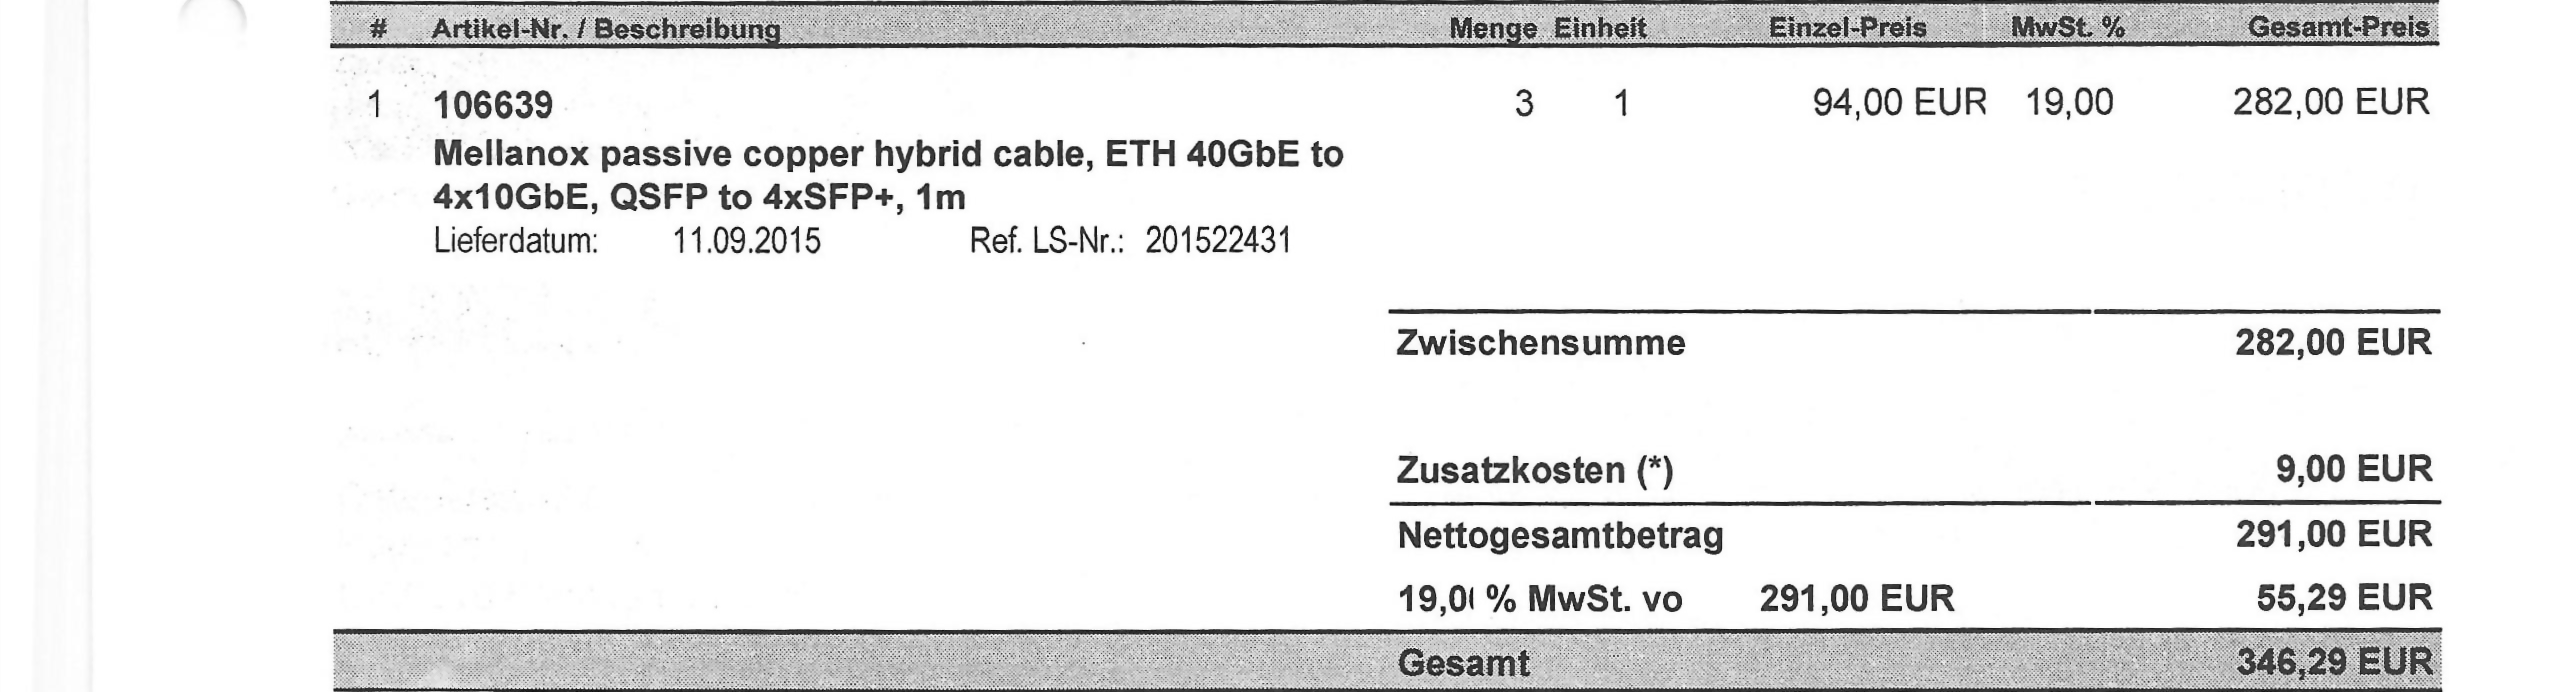 # Artikel-Nr. / Beschreibung Menge Einheit Einzel-Preis MwSt. % Gesamt-Preis
1 106639 3 1 94,00 EUR 19,00 282,00 EUR
Mellanox passive copper hybrid cable, ETH 40GbE to
4x10GbE, QSFP to 4xSFP+, 1m
Lieferdatum: 11.09.2015 Ref. LS-Nr.: 201522431
Zwischensumme 282,00 EUR
Zusatzkosten (*) 9,00 EUR
Nettogesamtbetrag 291,00 EUR
19,0 % MwSt. vo 291,00 EUR 55,29 EUR
Gesamt 346,29 EUR